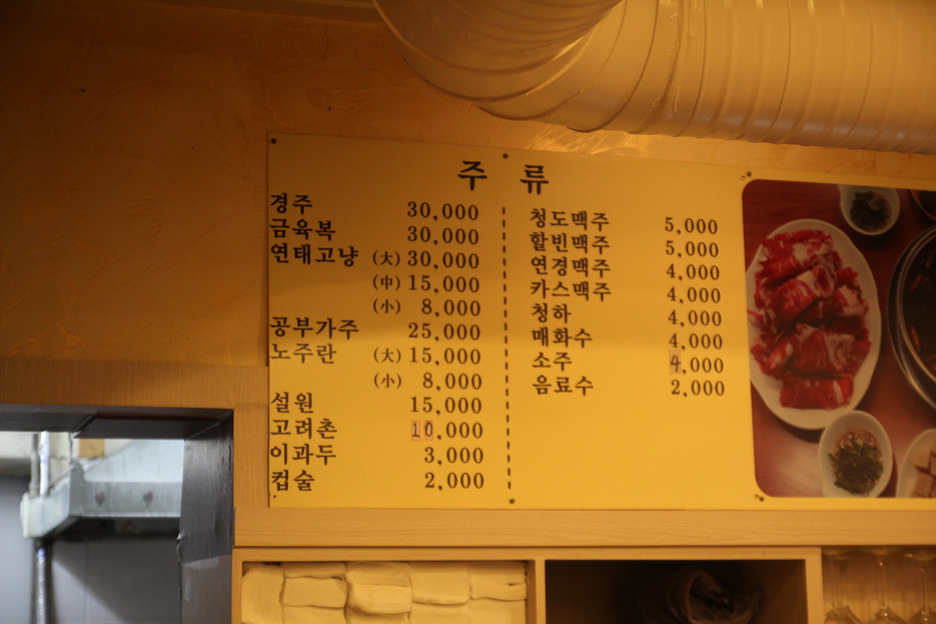 주 류
경주 30,000
금육복 30,000
연태고냥 (大) 30,000
(中) 15,000
(小) 8,000
공부가주 25,000
노주란 (大) 15,000
(小) 8,000
설원 15,000
고려촌 10,000
이과두 3,000
컵술 2,000
청도맥주 5,000
할빈맥주 5,000
연경맥주 4,000
카스맥주 4,000
청하 4,000
매화수 4,000
소주 4,000
음료수 2,000